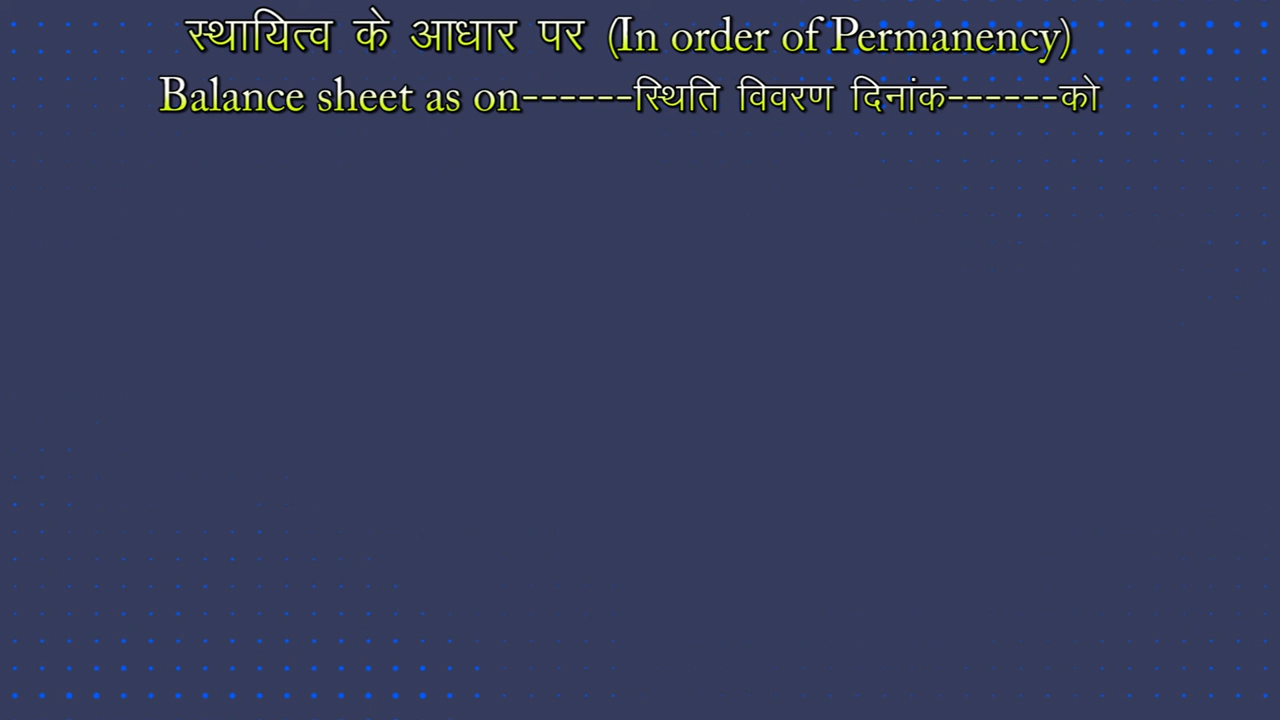 स्थायित्व के आधार पर (In order of Permanency)
Balance sheet as on------स्थिति विवरण दिनांक------को